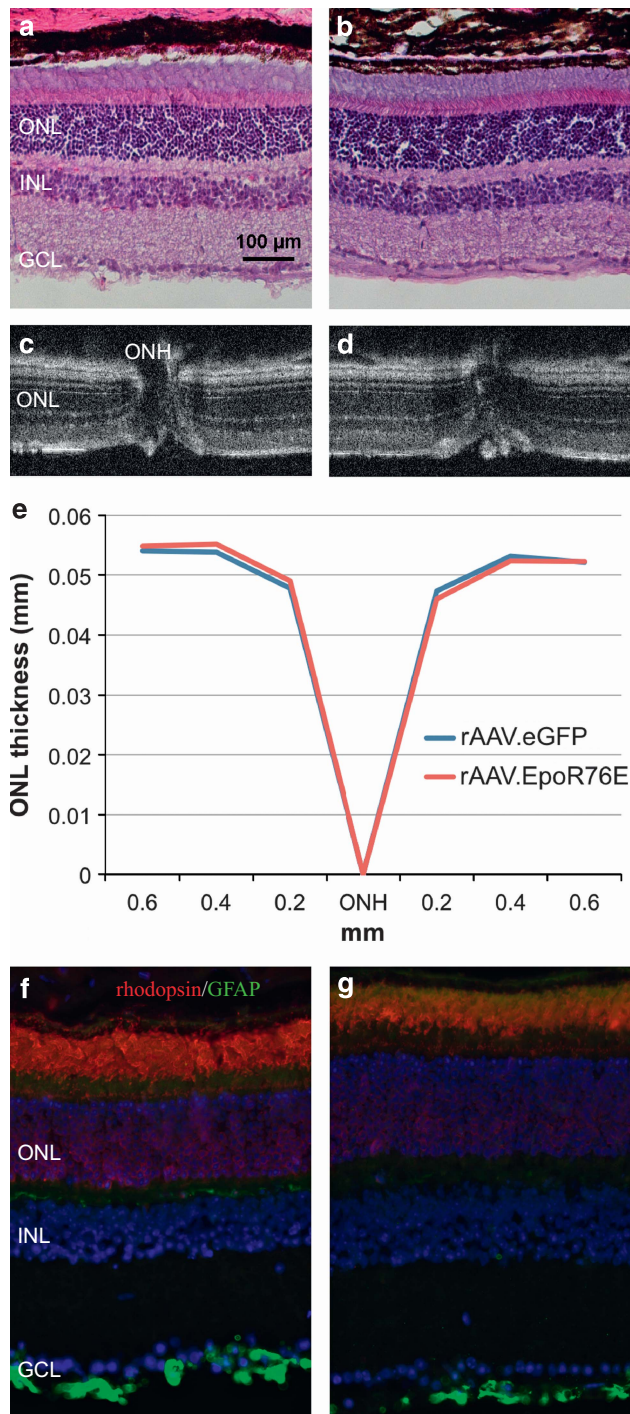 a
b
ONL
INL
GCL
100 µm
c
d
ONH
ONL
e
ONL thickness (mm)
0.06
0.05
0.04
0.03
0.02
0.01
0
rAAV.eGFP
rAAV.EpoR76E
0.6 0.4 0.2 ONH 0.2 0.4 0.6
mm
f
g
rhodopsin/GFAP
ONL
INL
GCL